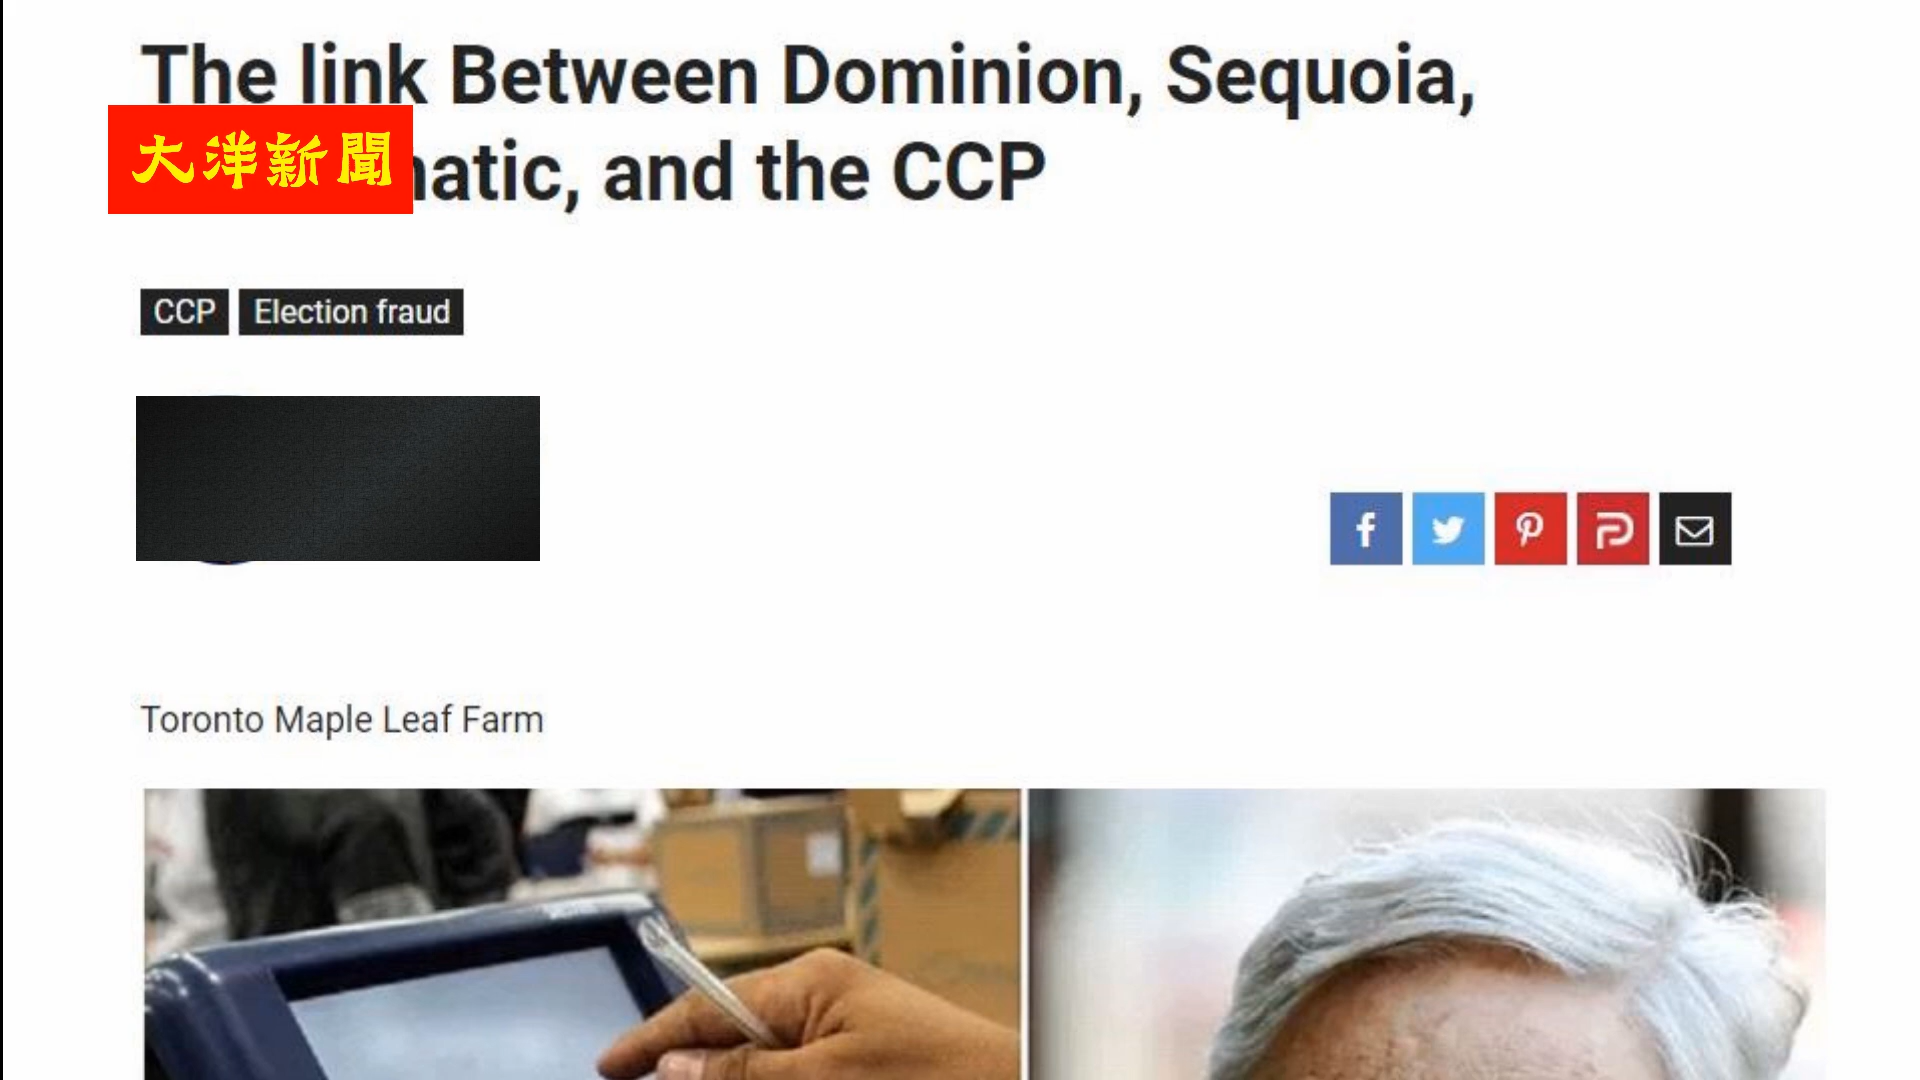 The link Between Dominion, Sequoia,
大洋新聞
matic, and the CCP
CCP
Election fraud
Toronto Maple Leaf Farm